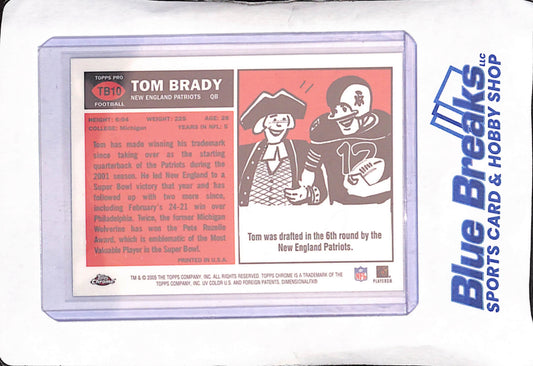 TOPPS PRO
TB10
FOOTBALL
TOM BRADY
NEW ENGLAND PATRIOTS QB
HEIGHT: 6/04 WEIGHT: 225 AGE: 28
COLLEGE: Michigan YEARS IN NFL: 5
Tom has made winning his trademark
since taking over as the starting
quarterback of the Patriots during the
2001 season. He led New England to a
Super Bowl victory that year and has
followed up with two more since,
including February's 24-21 win over
Philadelphia. Twice, the former Michigan
Wolverine has won the Pete Rozelle
Award, which is emblematic of the Most
Valuable Player in the Super Bowl.
PRINTED IN U.S.A.
12
Tom was drafted in the 6th round by the
New England Patriots.
Topps Chrome
TM & © 2005 THE TOPPS COMPANY, INC. ALL RIGHTS RESERVED. TOPPS CHROME IS A TRADEMARK OF THE
TOPPS COMPANY, INC. UV COLOR U.S. AND FOREIGN PATENTS. DIMENSIONALFX®
NFL
PLAYERS
Blue Breaks LLC
SPORTS CARD & HOBBY SHOP